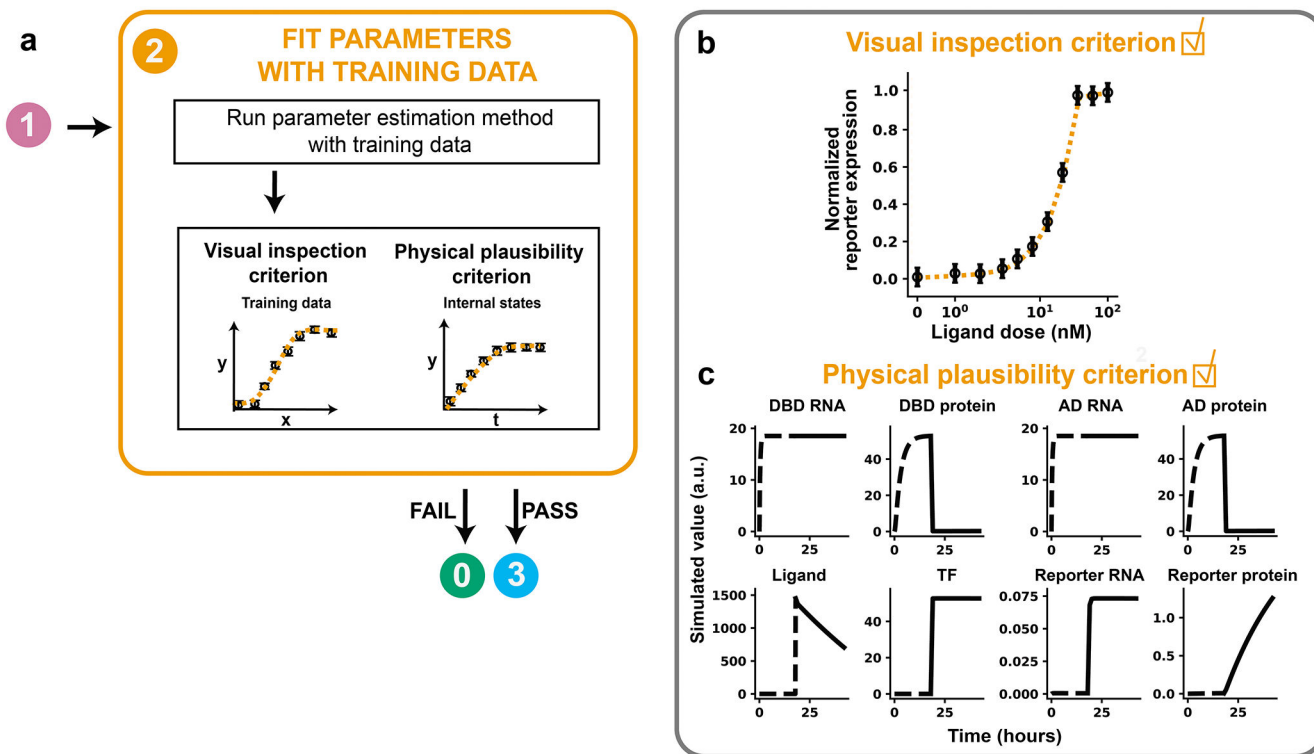 a
1
2
FIT PARAMETERS
WITH TRAINING DATA
Run parameter estimation method
with training data
Visual inspection
criterion
Training data
y
x
Physical plausibility
criterion
Internal states
y
t
FAIL
PASS
0
3
b
Visual inspection criterion
Normalized
reporter expression
1.0
0.8
0.6
0.4
0.2
0.0
0
10⁰
10¹
10²
Ligand dose (nM)
2
c
Physical plausibility criterion
Simulated value (a.u.)
DBD RNA
20
10
0
0
25
DBD protein
40
20
0
0
25
AD RNA
20
10
0
0
25
AD protein
40
20
0
0
25
Ligand
1500
1000
500
0
0
25
TF
40
20
0
0
25
Reporter RNA
0.075
0.050
0.025
0.000
0
25
Reporter protein
1.0
0.5
0.0
0
25
Time (hours)